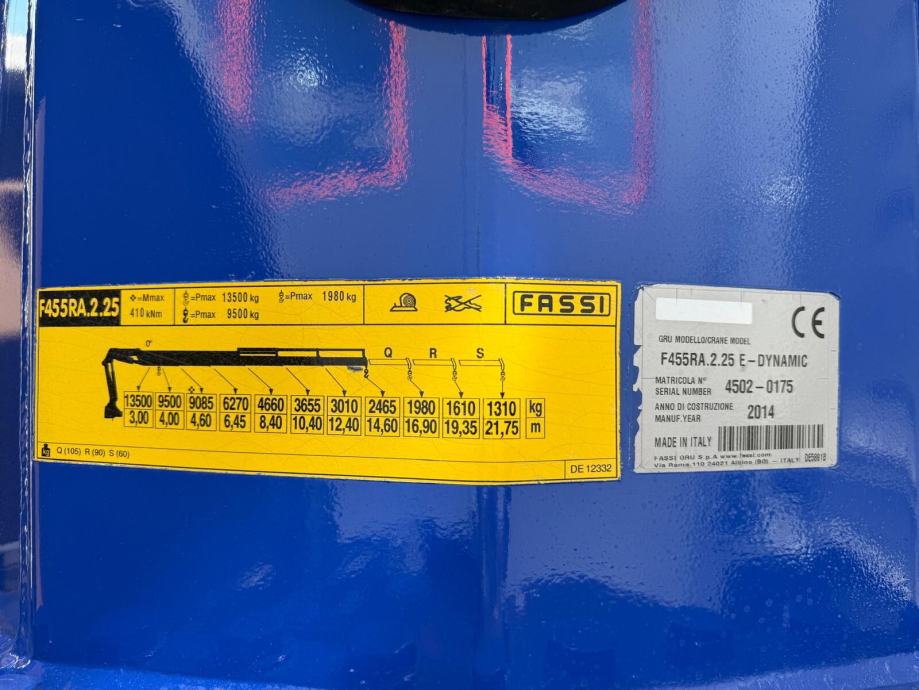 F455RA.2.25
=Mmax
410 kNm
=Pmax 13500 kg
=Pmax 9500 kg
=Pmax 1980 kg
FASSI
0°
Q R S
13500 9500 9085 6270 4660 3655 3010 2465 1980 1610 1310 kg
3,00 4,00 4,60 6,45 8,40 10,40 12,40 14,60 16,90 19,35 21,75 m
kg Q (105) R (90) S (60)
DE 12332
CE
GRU MODELLO/CRANE MODEL
F455RA.2.25 E-DYNAMIC
MATRICOLA N°
SERIAL NUMBER 4502-0175
ANNO DI COSTRUZIONE
MANUF.YEAR 2014
MADE IN ITALY
FASSI GRU S.p.A www.fassi.com
Via Roma,110 24021 Albino (BG) - ITALY